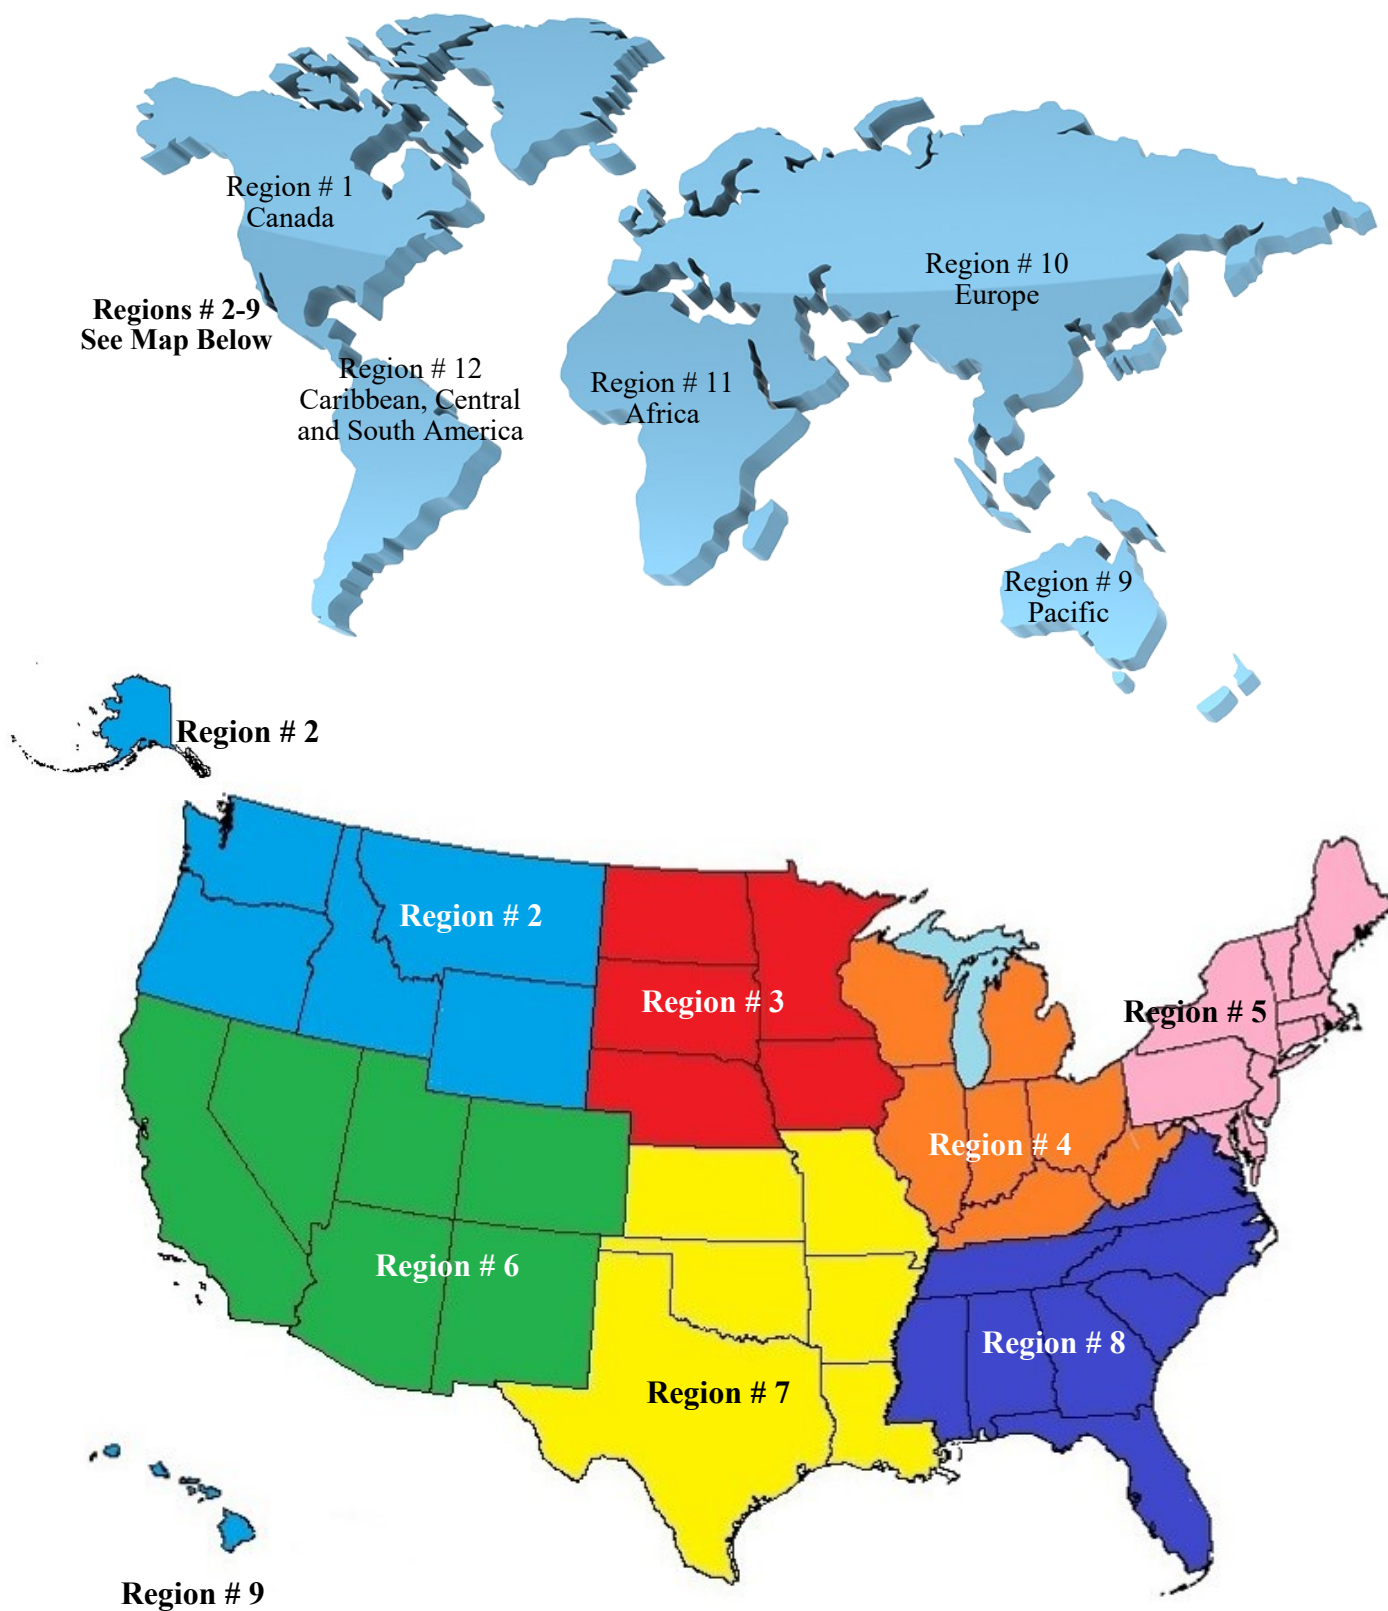 Region # 1
Canada
Region # 10
Europe
Regions # 2-9
See Map Below
Region # 12
Caribbean, Central
and South America
Region # 11
Africa
Region # 9
Pacific
Region # 2
Region # 2
Region # 3
Region # 5
Region # 4
Region # 6
Region # 8
Region # 7
Region # 9